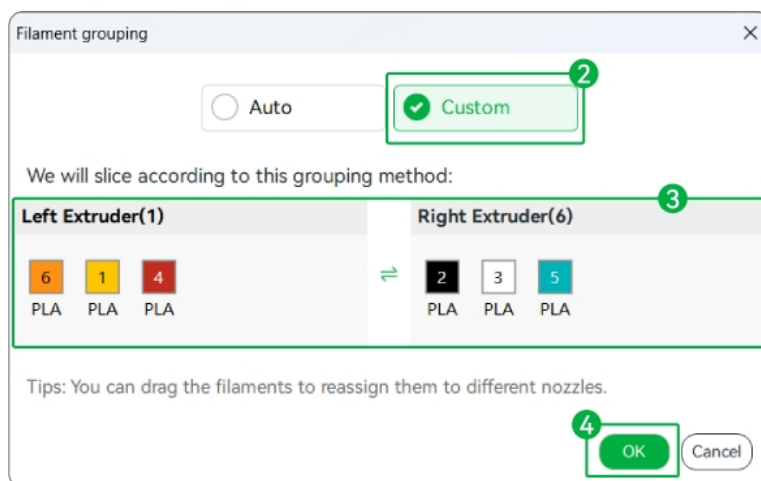 Filament grouping
2
Auto
Custom
We will slice according to this grouping method:
3
Left Extruder(1)
Right Extruder(6)
6 1 4
2 3 5
PLA PLA PLA
PLA PLA PLA
Tips: You can drag the filaments to reassign them to different nozzles.
4
OK
Cancel